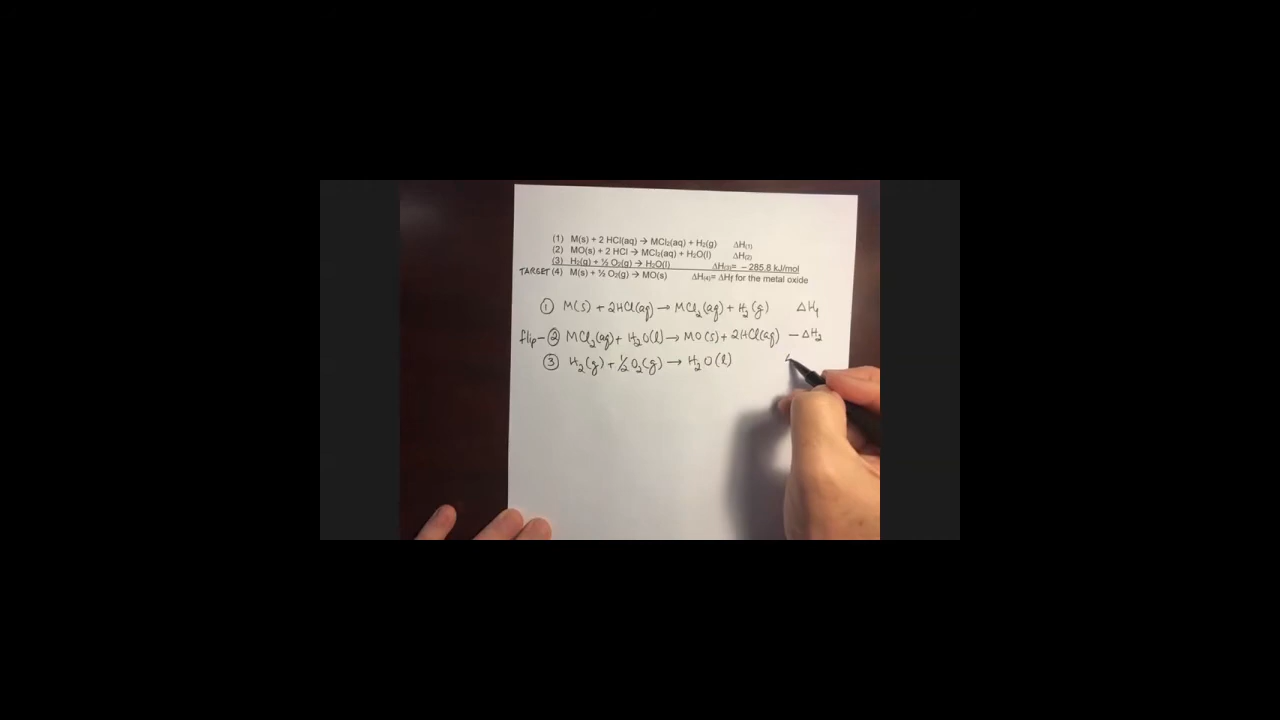 (1) M(s) + 2 HCl(aq) → MCl₂(aq) + H₂(g) ΔH(1)
(2) MO(s) + 2 HCl → MCl₂(aq) + H₂O(l) ΔH(2)
(3) H₂(g) + ½ O₂(g) → H₂O(l) ΔH(3)= – 285.8 kJ/mol
TARGET (4) M(s) + ½ O₂(g) → MO(s) ΔH(4)= ΔHf for the metal oxide
① M(s) + 2HCl(aq) → MCl₂(aq) + H₂(g) ΔH₁
flip – ② MCl₂(aq) + H₂O(l) → MO(s) + 2HCl(aq) – ΔH₂
③ H₂(g) + ½ O₂(g) → H₂O(l)